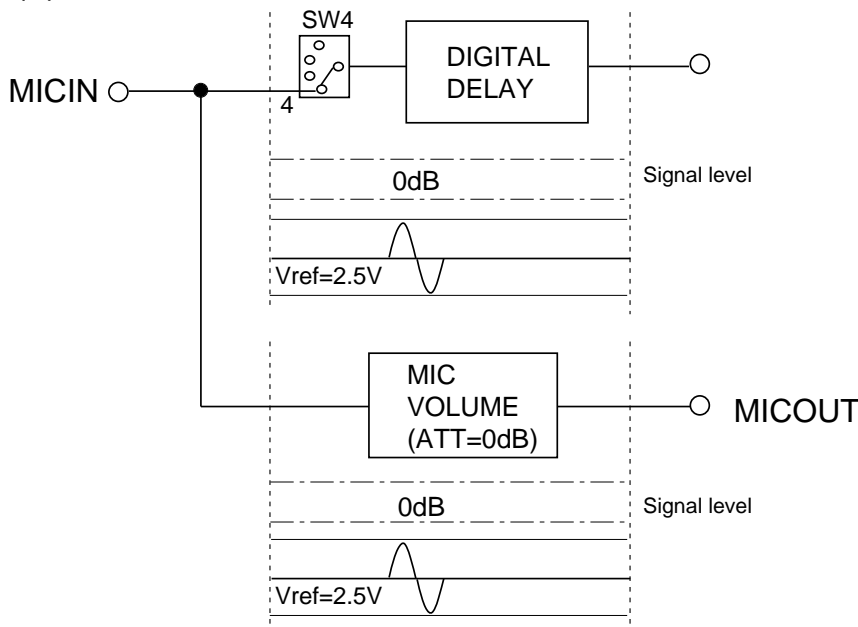 SW4
DIGITAL
DELAY
MICIN
4
0dB
Signal level
Vref=2.5V
MIC
VOLUME
(ATT=0dB)
MICOUT
0dB
Signal level
Vref=2.5V